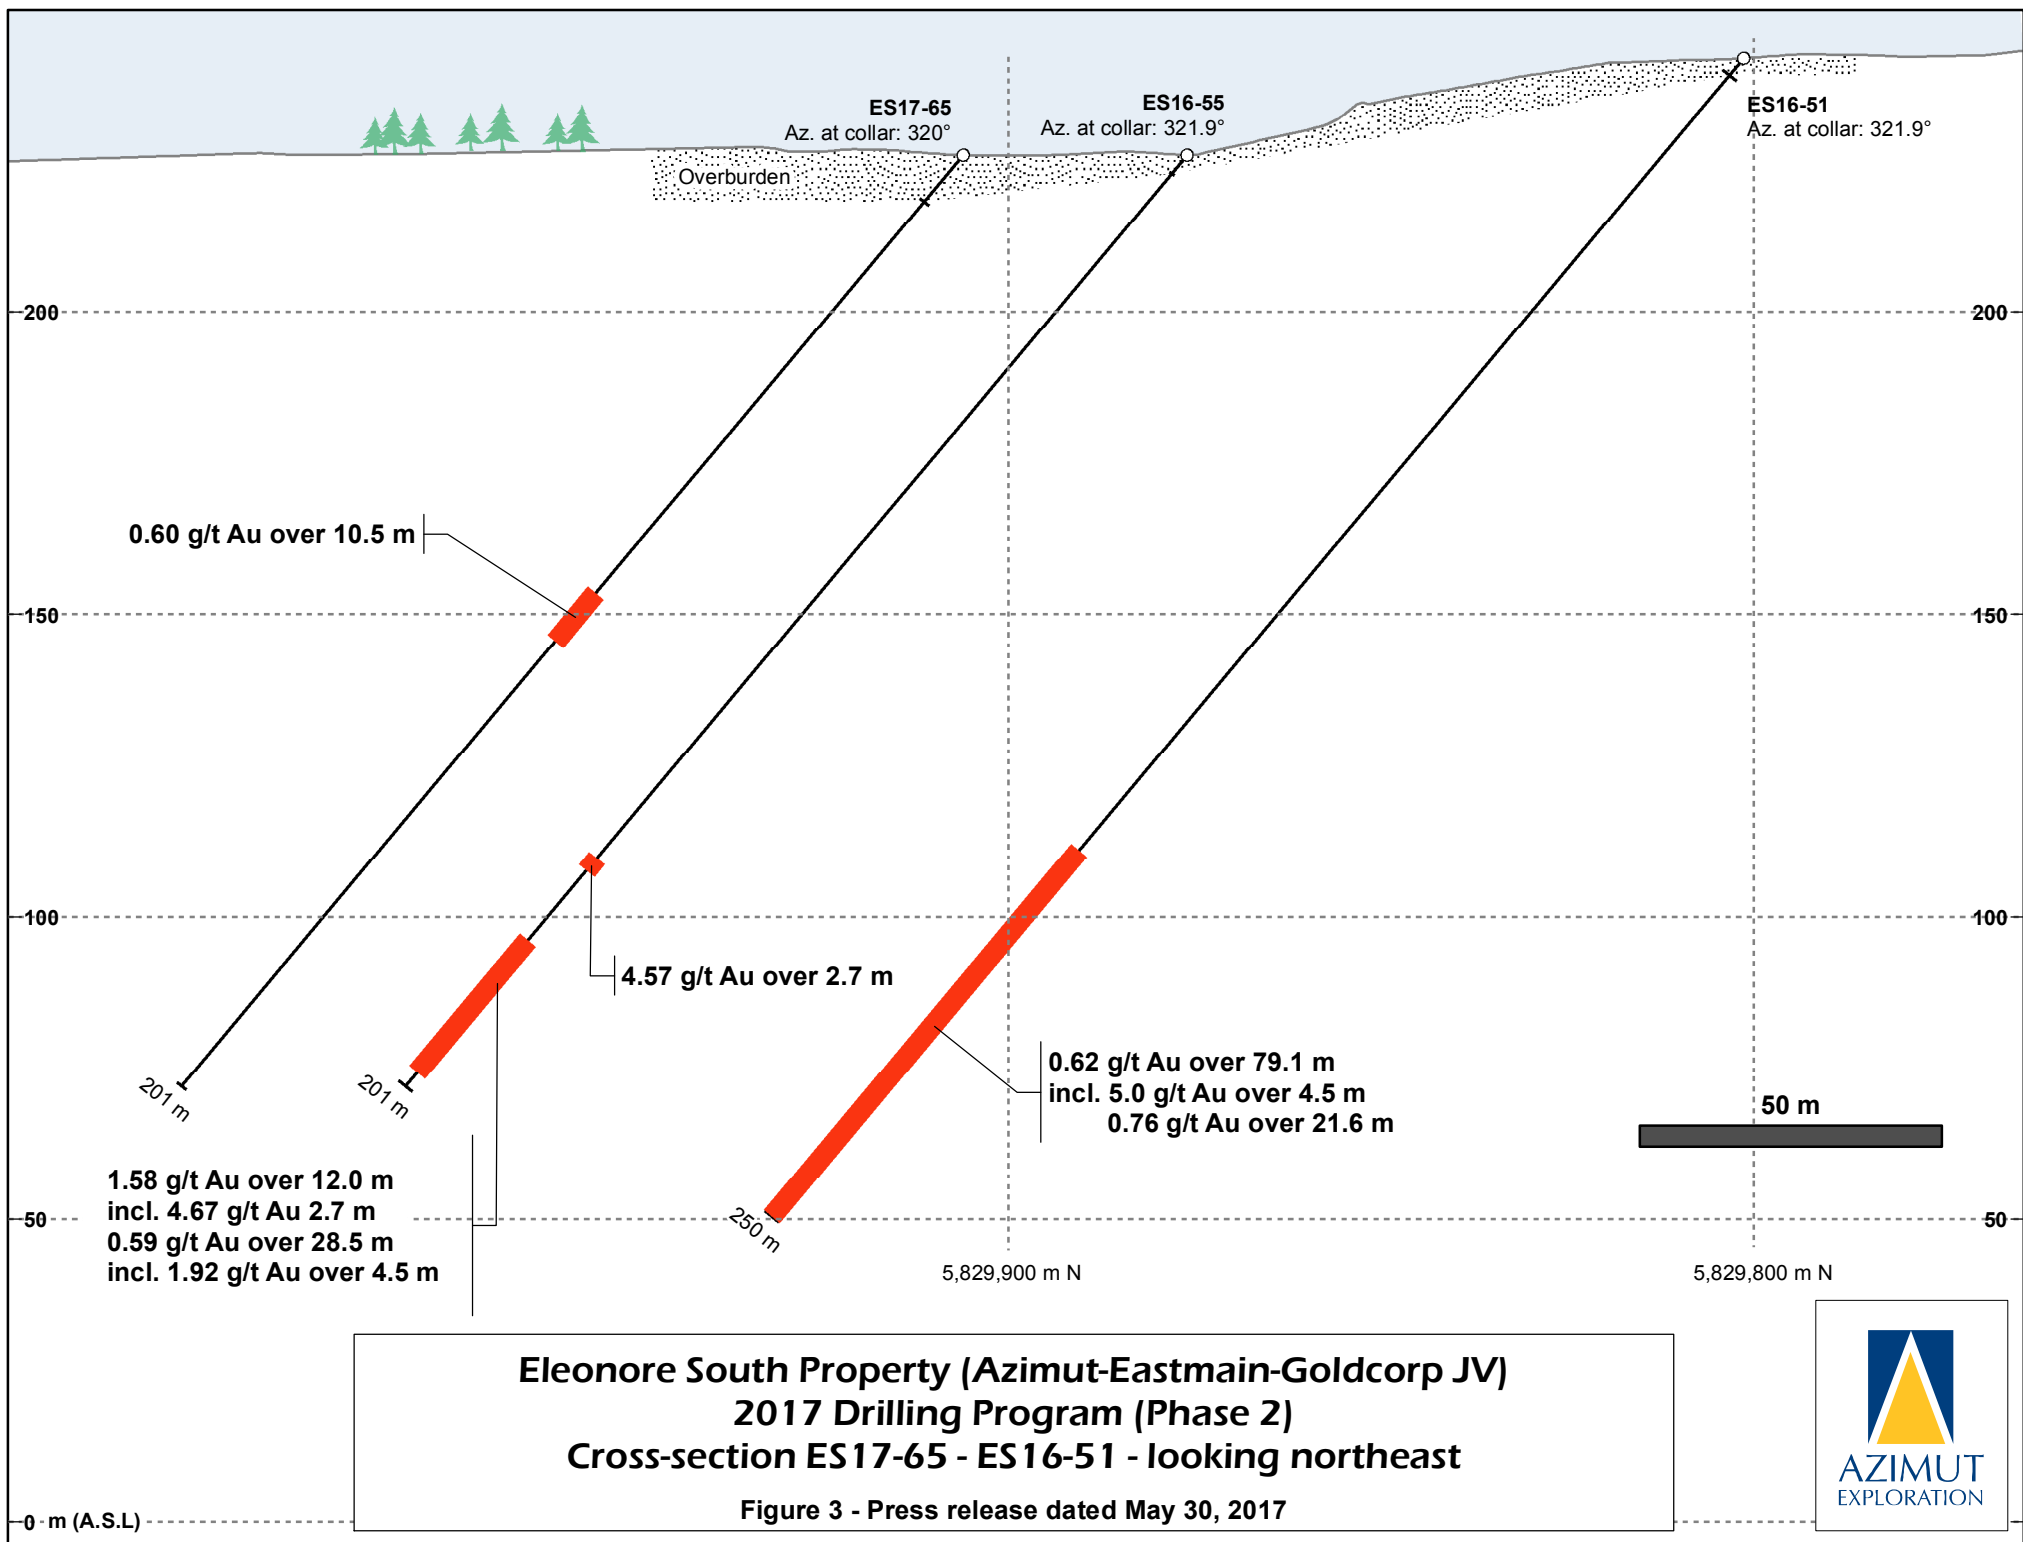 ES17-65
Az. at collar: 320°
ES16-55
Az. at collar: 321.9°
ES16-51
Az. at collar: 321.9°
Overburden
200
200
0.60 g/t Au over 10.5 m
150
150
100
100
4.57 g/t Au over 2.7 m
0.62 g/t Au over 79.1 m
incl. 5.0 g/t Au over 4.5 m
0.76 g/t Au over 21.6 m
201 m
201 m
50 m
1.58 g/t Au over 12.0 m
incl. 4.67 g/t Au 2.7 m
0.59 g/t Au over 28.5 m
incl. 1.92 g/t Au over 4.5 m
50
50
250 m
5,829,900 m N
5,829,800 m N
Eleonore South Property (Azimut-Eastmain-Goldcorp JV)
2017 Drilling Program (Phase 2)
Cross-section ES17-65 - ES16-51 - looking northeast
Figure 3 - Press release dated May 30, 2017
AZIMUT
EXPLORATION
0 m (A.S.L)